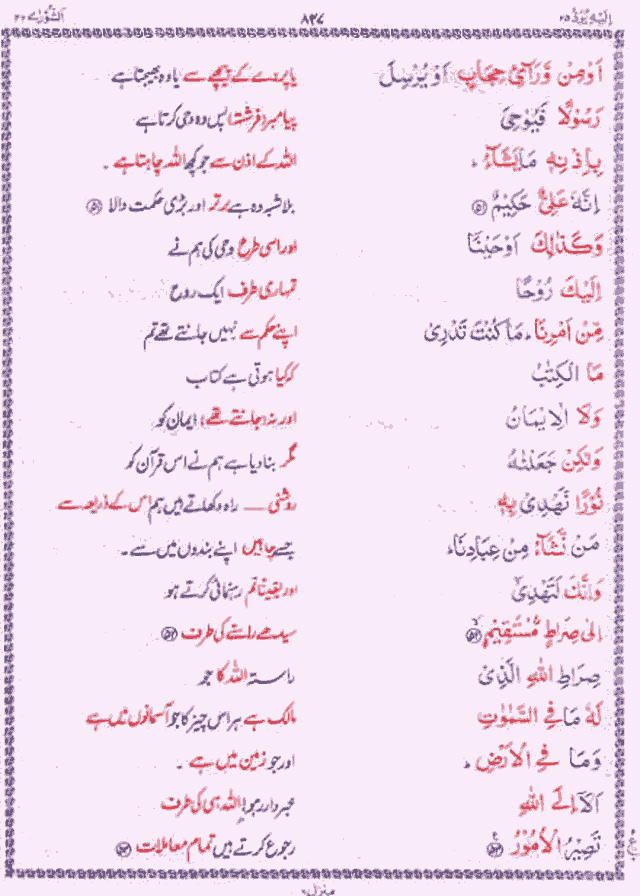 اِلَیْهِ یُرَدُّ ۲۵ ۸۳۷ اَلشُّوْرٰی ۴۲
اَوْ مِنْ وَّرَآئِ حِجَابٍ اَوْ یُرْسِلَ یا پردے کے پیچھے سے یا وہ بھیجتا ہے
رَسُوْلًا فَیُوْحِیَ پیامبر (فرشتہ) پس وہ وحی کرتا ہے
بِاِذْنِهٖ مَا یَشَآءُ ؕ اللہ کے اذن سے جو کچھ اللہ چاہتا ہے ۔
اِنَّهٗ عَلِیٌّ حَكِیْمٌ ۵۱ بلاشبہ وہ ہے برتر اور بڑی حکمت والا ۵۱
وَ كَذٰلِكَ اَوْحَیْنَاۤ اور اسی طرح وحی کی ہم نے
اِلَیْكَ رُوْحًا تمہاری طرف ایک روح
مِّنْ اَمْرِنَا ؕ مَا كُنْتَ تَدْرِیْ اپنے حکم سے نہیں جانتے تھے تم
مَا الْكِتٰبُ کہ کیا ہوتی ہے کتاب
وَ لَا الْاِیْمَانُ اور نہ (جانتے تھے) ایمان کو
وَ لٰكِنْ جَعَلْنٰهُ مگر بنا دیا ہے ہم نے اس قرآن کو
نُوْرًا نَّهْدِیْ بِهٖ روشنی — راہ دکھاتے ہیں ہم اس کے ذریعہ سے
مَنْ نَّشَآءُ مِنْ عِبَادِنَا ؕ جسے چاہیں اپنے بندوں میں سے ۔
وَ اِنَّكَ لَتَهْدِیْۤ اور یقیناً تم رہنمائی کرتے ہو
اِلٰی صِرَاطٍ مُّسْتَقِیْمٍ ۵۲ سیدھے راستے کی طرف ۵۲
صِرَاطِ اللّٰهِ الَّذِیْ راستہ اللہ کا جو
لَهٗ مَا فِی السَّمٰوٰتِ مالک ہے ہر اس چیز کا جو آسمانوں میں ہے
وَ مَا فِی الْاَرْضِ ؕ اور جو زمین میں ہے ۔
اَلَاۤ اِلَی اللّٰهِ خبردار رہو! اللہ ہی کی طرف
تَصِیْرُ الْاُمُوْرُ ۵۳ رجوع کرتے ہیں تمام معاملات ۵۳
ع
منزل ۶